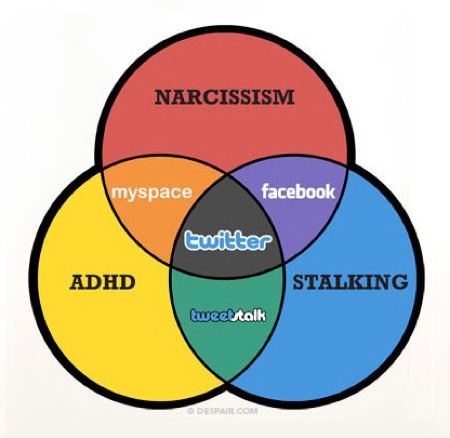 NARCISSISM
myspace
facebook
twitter
ADHD
STALKING
tweetstalk
© DESPAIR.COM